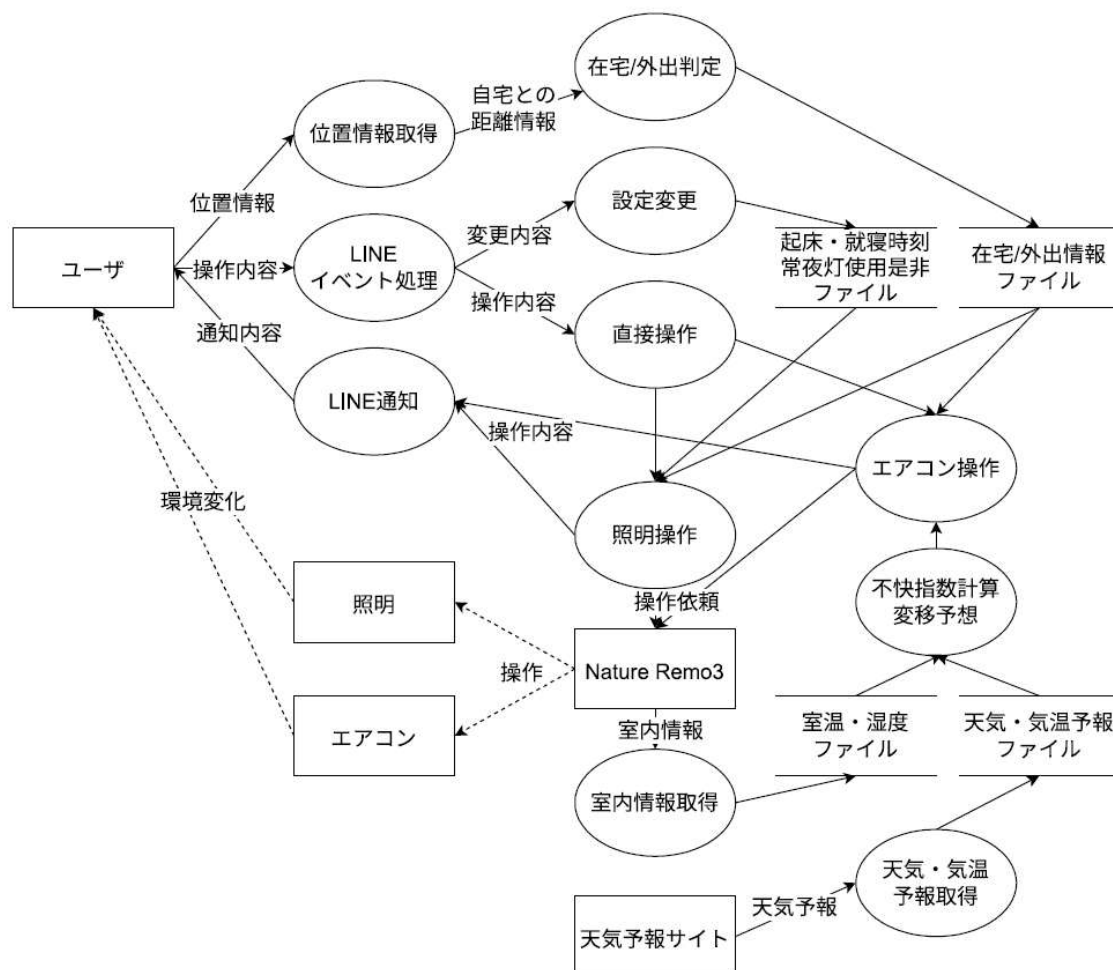 在宅/外出判定
自宅との
距離情報
位置情報取得
位置情報
設定変更
変更内容
ユーザ
操作内容
LINE
イベント処理
起床・就寝時刻
常夜灯使用是非
ファイル
在宅/外出情報
ファイル
操作内容
通知内容
直接操作
LINE通知
操作内容
エアコン操作
環境変化
照明操作
不快指数計算
変移予想
照明
操作依頼
操作
Nature Remo3
エアコン
室内情報
室温・湿度
ファイル
天気・気温予報
ファイル
室内情報取得
天気・気温
予報取得
天気予報
天気予報サイト